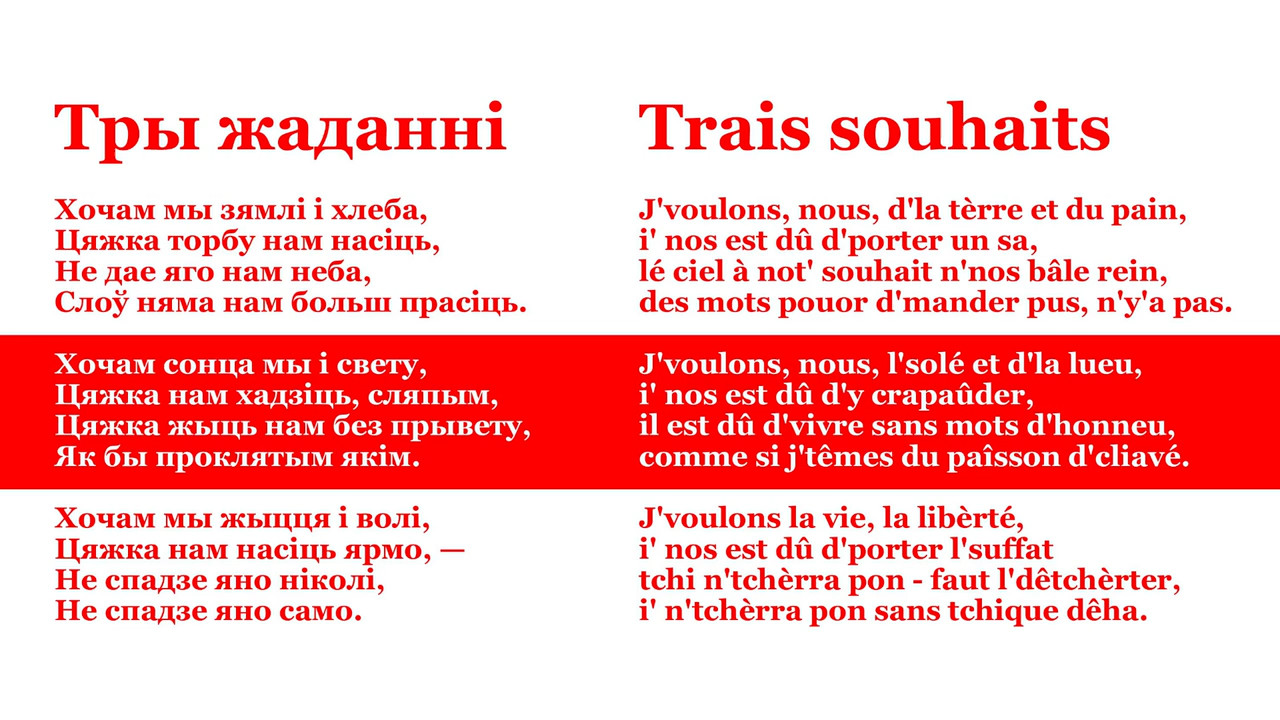 Тры жаданні
Хочам мы зямлі і хлеба,
Цяжка торбу нам насіць,
Не дае яго нам неба,
Слоў няма нам больш прасіць.
Хочам сонца мы і свету,
Цяжка нам хадзіць, сляпым,
Цяжка жыць нам без прывету,
Як бы проклятым якім.
Хочам мы жыцця і волі,
Цяжка нам насіць ярмо, —
Не спадзе яно ніколі,
Не спадзе яно само.
Trais souhaits
J'voulons, nous, d'la tèrre et du pain,
i' nos est dû d'porter un sa,
lé ciel à not' souhait n'nos bâle rein,
des mots pouor d'mander pus, n'y'a pas.
J'voulons, nous, l'solé et d'la lueu,
i' nos est dû d'y crapaûder,
il est dû d'vivre sans mots d'honneu,
comme si j'têmes du paîsson d'cliavé.
J'voulons la vie, la libèrté,
i' nos est dû d'porter l'suffat
tchi n'tchèrra pon - faut l'dêtchèrter,
i' n'tchèrra pon sans tchique dêha.